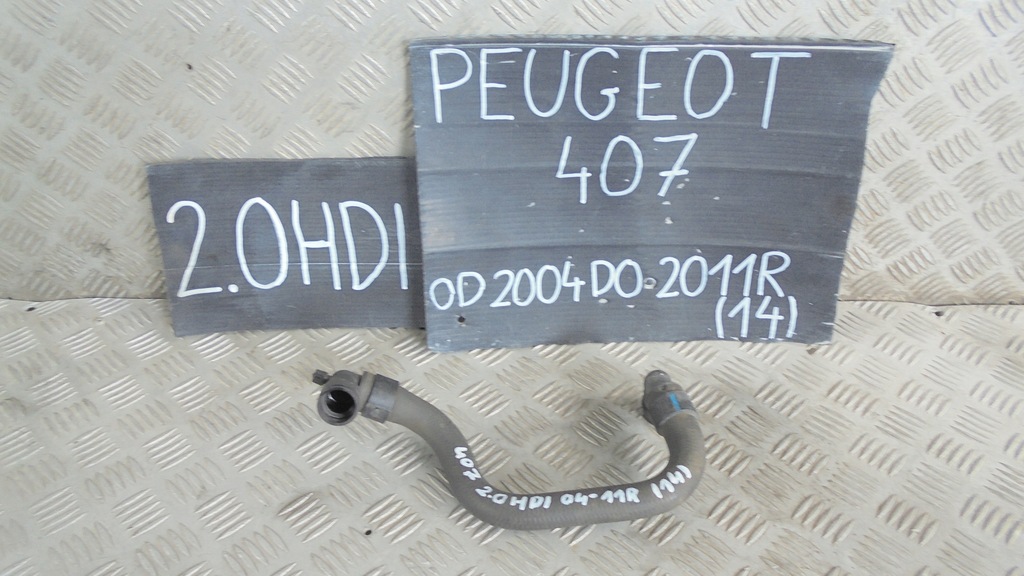 PEUGEOT
407
2.0HDI
OD 2004 DO 2011R
(14)
407 2.0HDI 04-11R (14)